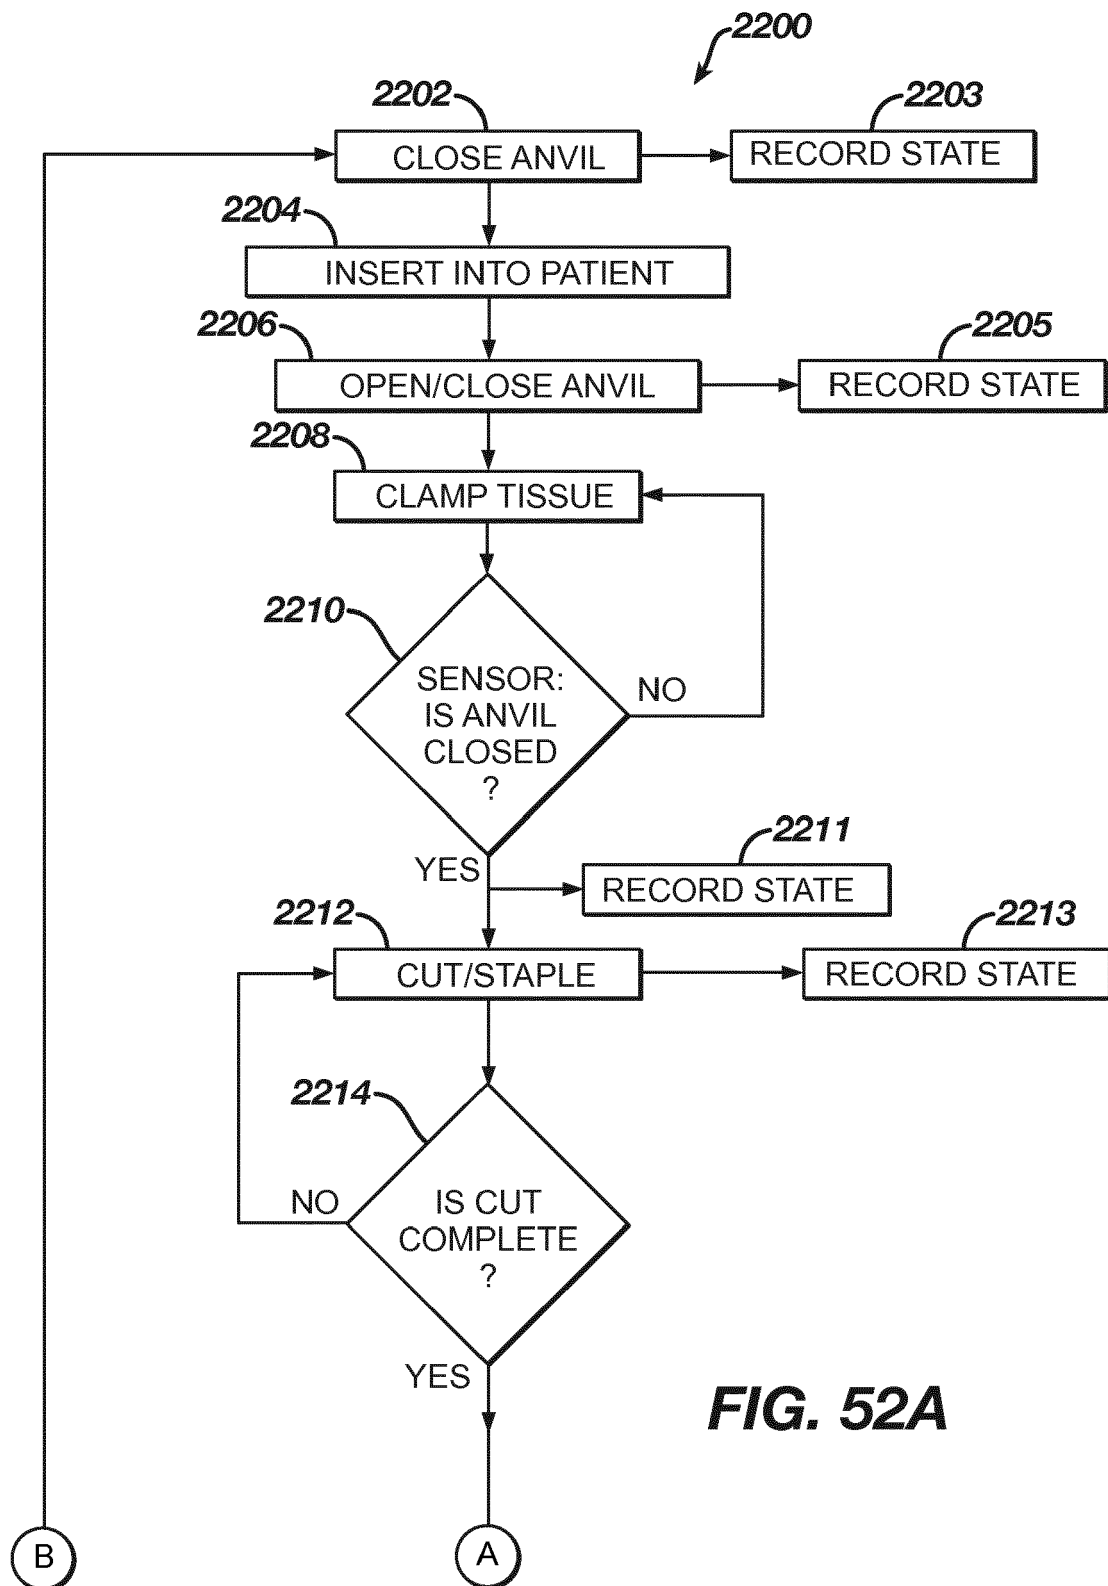 2200
2202
2203
CLOSE ANVIL
RECORD STATE
2204
INSERT INTO PATIENT
2206
2205
OPEN/CLOSE ANVIL
RECORD STATE
2208
CLAMP TISSUE
2210
SENSOR:
IS ANVIL
CLOSED
?
NO
YES
2211
RECORD STATE
2212
2213
CUT/STAPLE
RECORD STATE
2214
NO
IS CUT
COMPLETE
?
YES
FIG. 52A
B
A